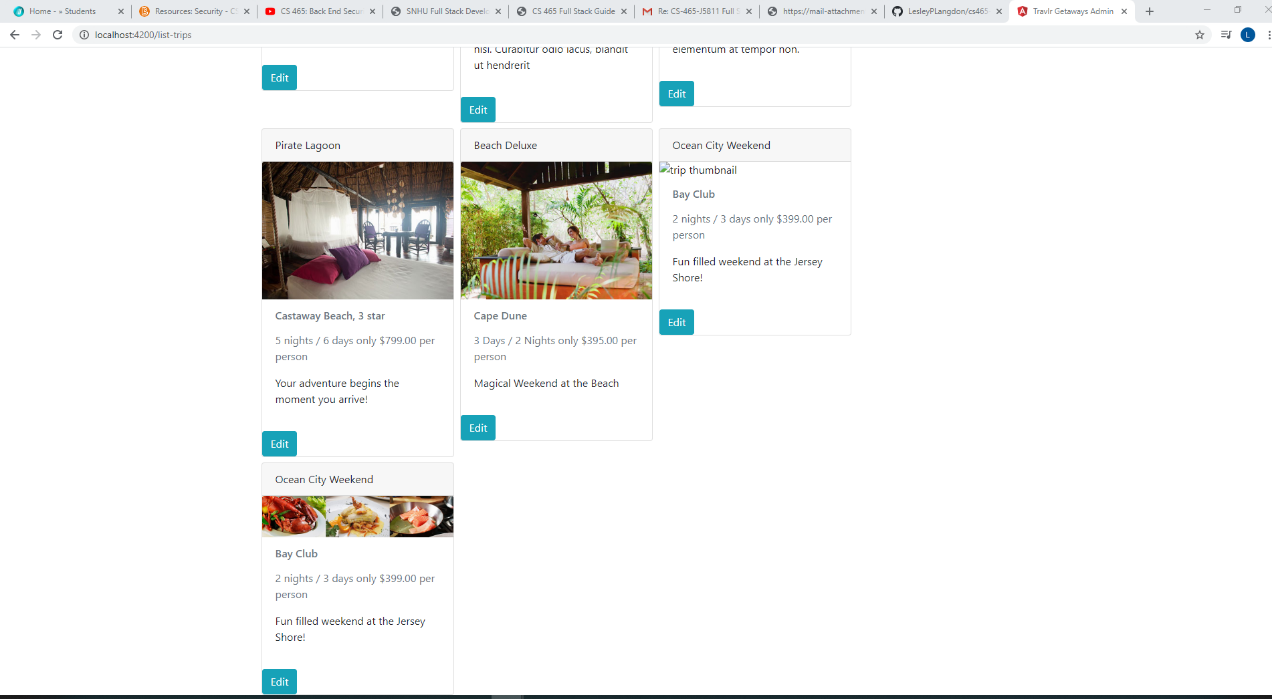 Home - » Students
Resources: Security - CS
CS 465: Back End Secur
SNHU Full Stack Develo
CS 465 Full Stack Guide
Re: CS-465-J5811 Full S
https://mail-attachmen
LesleyPLangdon/cs465-
Travlr Getaways Admin
localhost:4200/list-trips
L
nisi. Curabitur odio lacus, blandit
ut hendrerit
elementum at tempor non.
Edit
Edit
Edit
Pirate Lagoon
Castaway Beach, 3 star
5 nights / 6 days only $799.00 per
person
Your adventure begins the
moment you arrive!
Edit
Beach Deluxe
Cape Dune
3 Days / 2 Nights only $395.00 per
person
Magical Weekend at the Beach
Edit
Ocean City Weekend
trip thumbnail
Bay Club
2 nights / 3 days only $399.00 per
person
Fun filled weekend at the Jersey
Shore!
Edit
Ocean City Weekend
Bay Club
2 nights / 3 days only $399.00 per
person
Fun filled weekend at the Jersey
Shore!
Edit